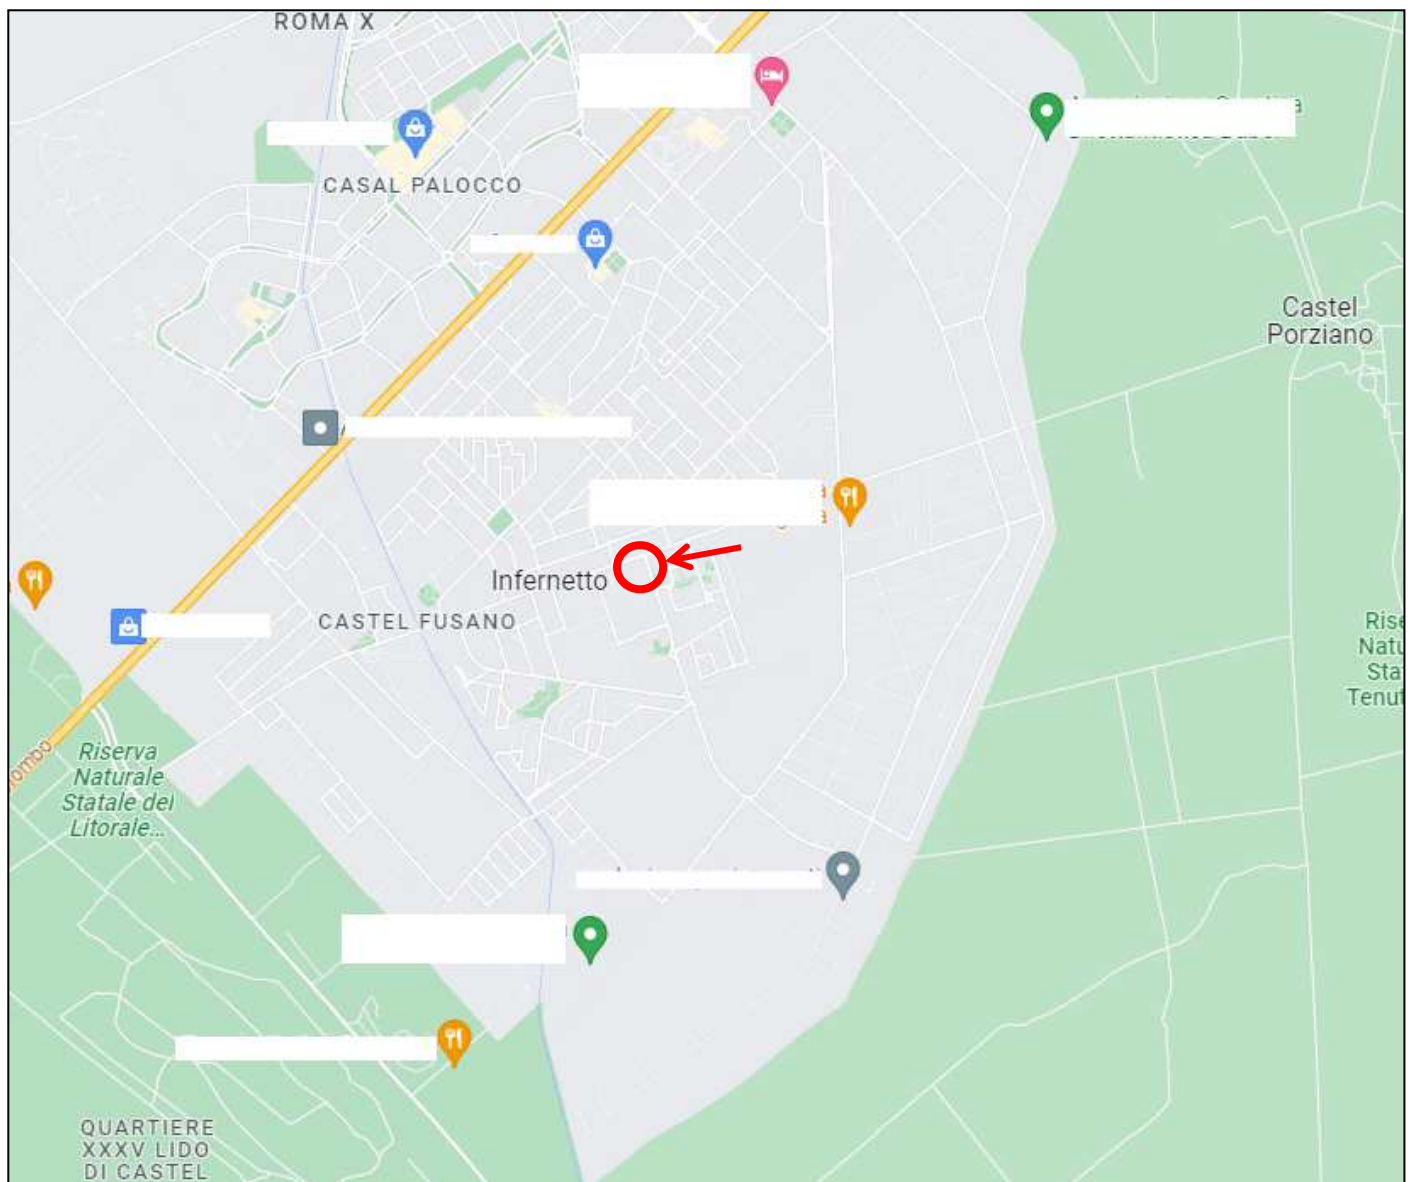 ROMA X
CASAL PALOCCO
Castel
Porziano
Infernetto
CASTEL FUSANO
Riserva
Naturale
Statale del
Litorale...
QUARTIERE
XXXV LIDO
DI CASTEL